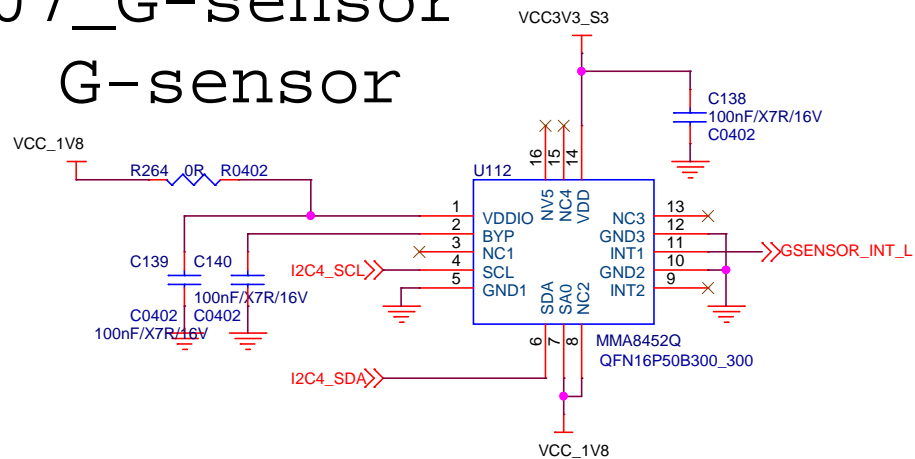 07_G-sensor
G-sensor
VCC3V3_S3
C138
100nF/X7R/16V
C0402
VCC_1V8
R264 0R R0402
U112
16 15 14
NV5 NC4 VDD
1 VDDIO
2 BYP
3 NC1
4 SCL
5 GND1
NC3 13
GND3 12
INT1 11
GND2 10
INT2 9
GSENSOR_INT_L
SDA SA0 NC2
6 7 8
C139 C140
100nF/X7R/16V
C0402 C0402
100nF/X7R/16V
I2C4_SCL
I2C4_SDA
MMA8452Q
QFN16P50B300_300
VCC_1V8